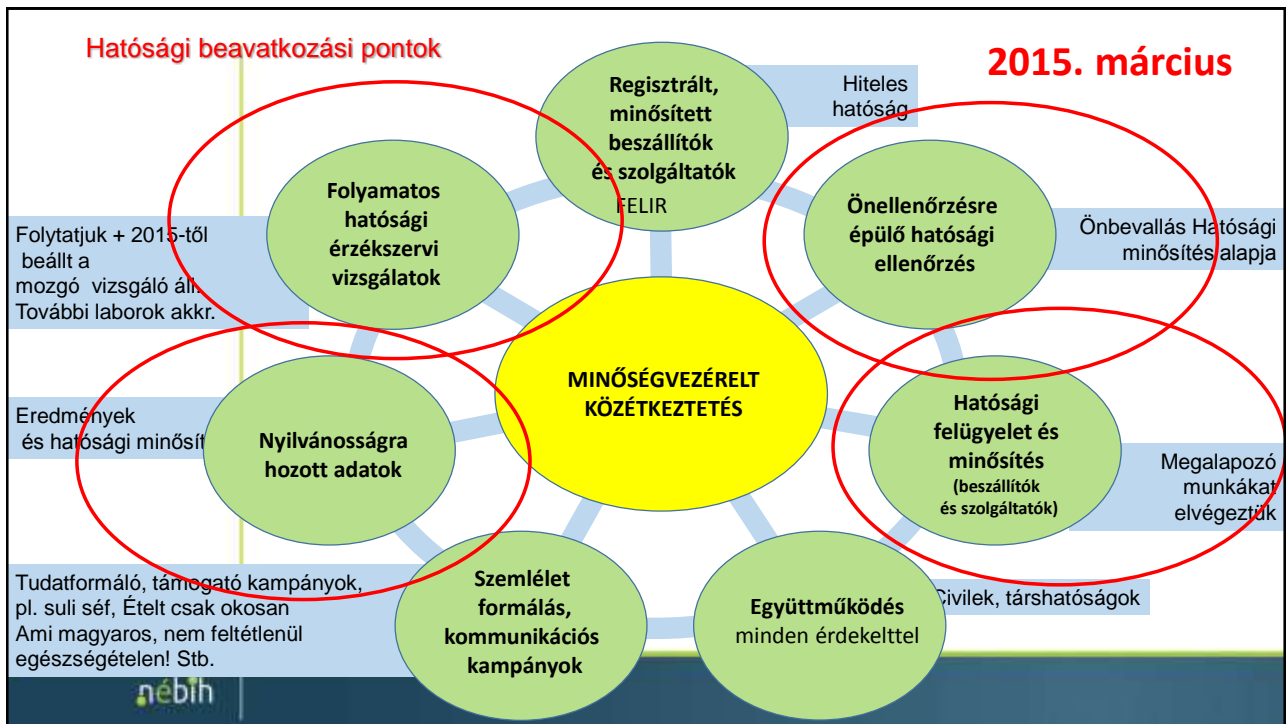 Hatósági beavatkozási pontok
2015. március
Regisztrált,
minősített
beszállítók
és szolgáltatók
FELIR
Hiteles
hatóság
Önellenőrzésre
épülő hatósági
ellenőrzés
Önbevallás Hatósági
minősítés alapja
Hatósági
felügyelet és
minősítés
(beszállítók
és szolgáltatók)
Megalapozó
munkákat
elvégeztük
Együttműködés
minden érdekelttel
Civilek, társhatóságok
Szemlélet
formálás,
kommunikációs
kampányok
Tudatformáló, támogató kampányok,
pl. suli séf, Ételt csak okosan
Ami magyaros, nem feltétlenül
egészségételen! Stb.
Nyilvánosságra
hozott adatok
Eredmények
és hatósági minősít
Folyamatos
hatósági
érzékszervi
vizsgálatok
Folytatjuk + 2015-től
beállt a
mozgó vizsgáló áll.
További laborok akkr.
MINŐSÉGVEZÉRELT
KÖZÉTKEZTETÉS
nébih